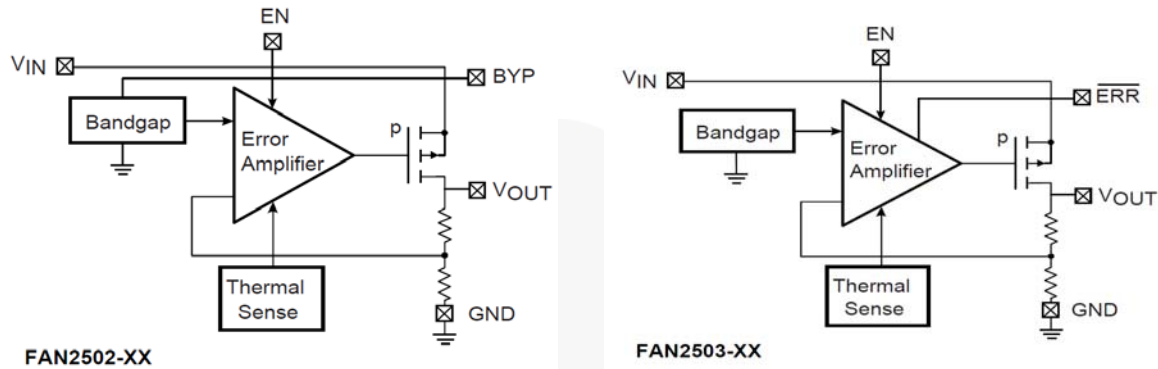 EN
VIN
BYP
Bandgap
Error
Amplifier
p
VOUT
Thermal
Sense
GND
FAN2502-XX
EN
VIN
ERR
Bandgap
Error
Amplifier
p
VOUT
Thermal
Sense
GND
FAN2503-XX